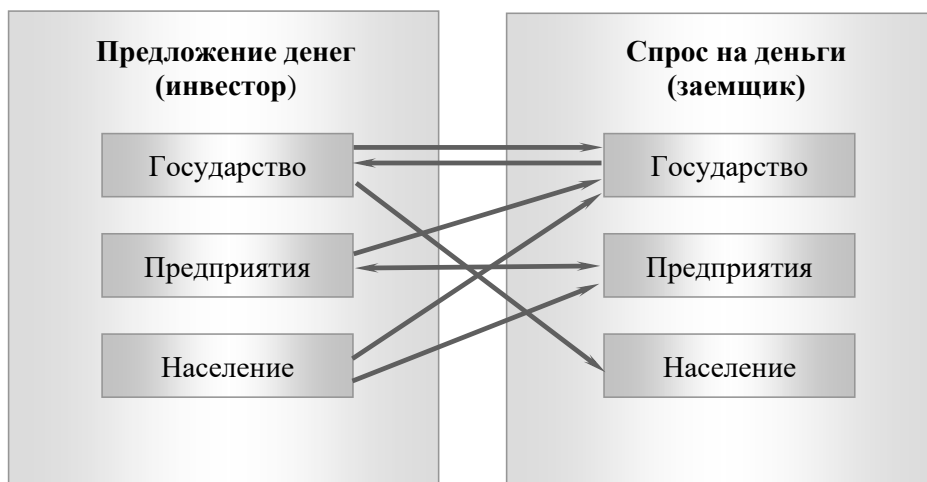 Предложение денег
(инвестор)
Государство
Предприятия
Население
Спрос на деньги
(заемщик)
Государство
Предприятия
Население